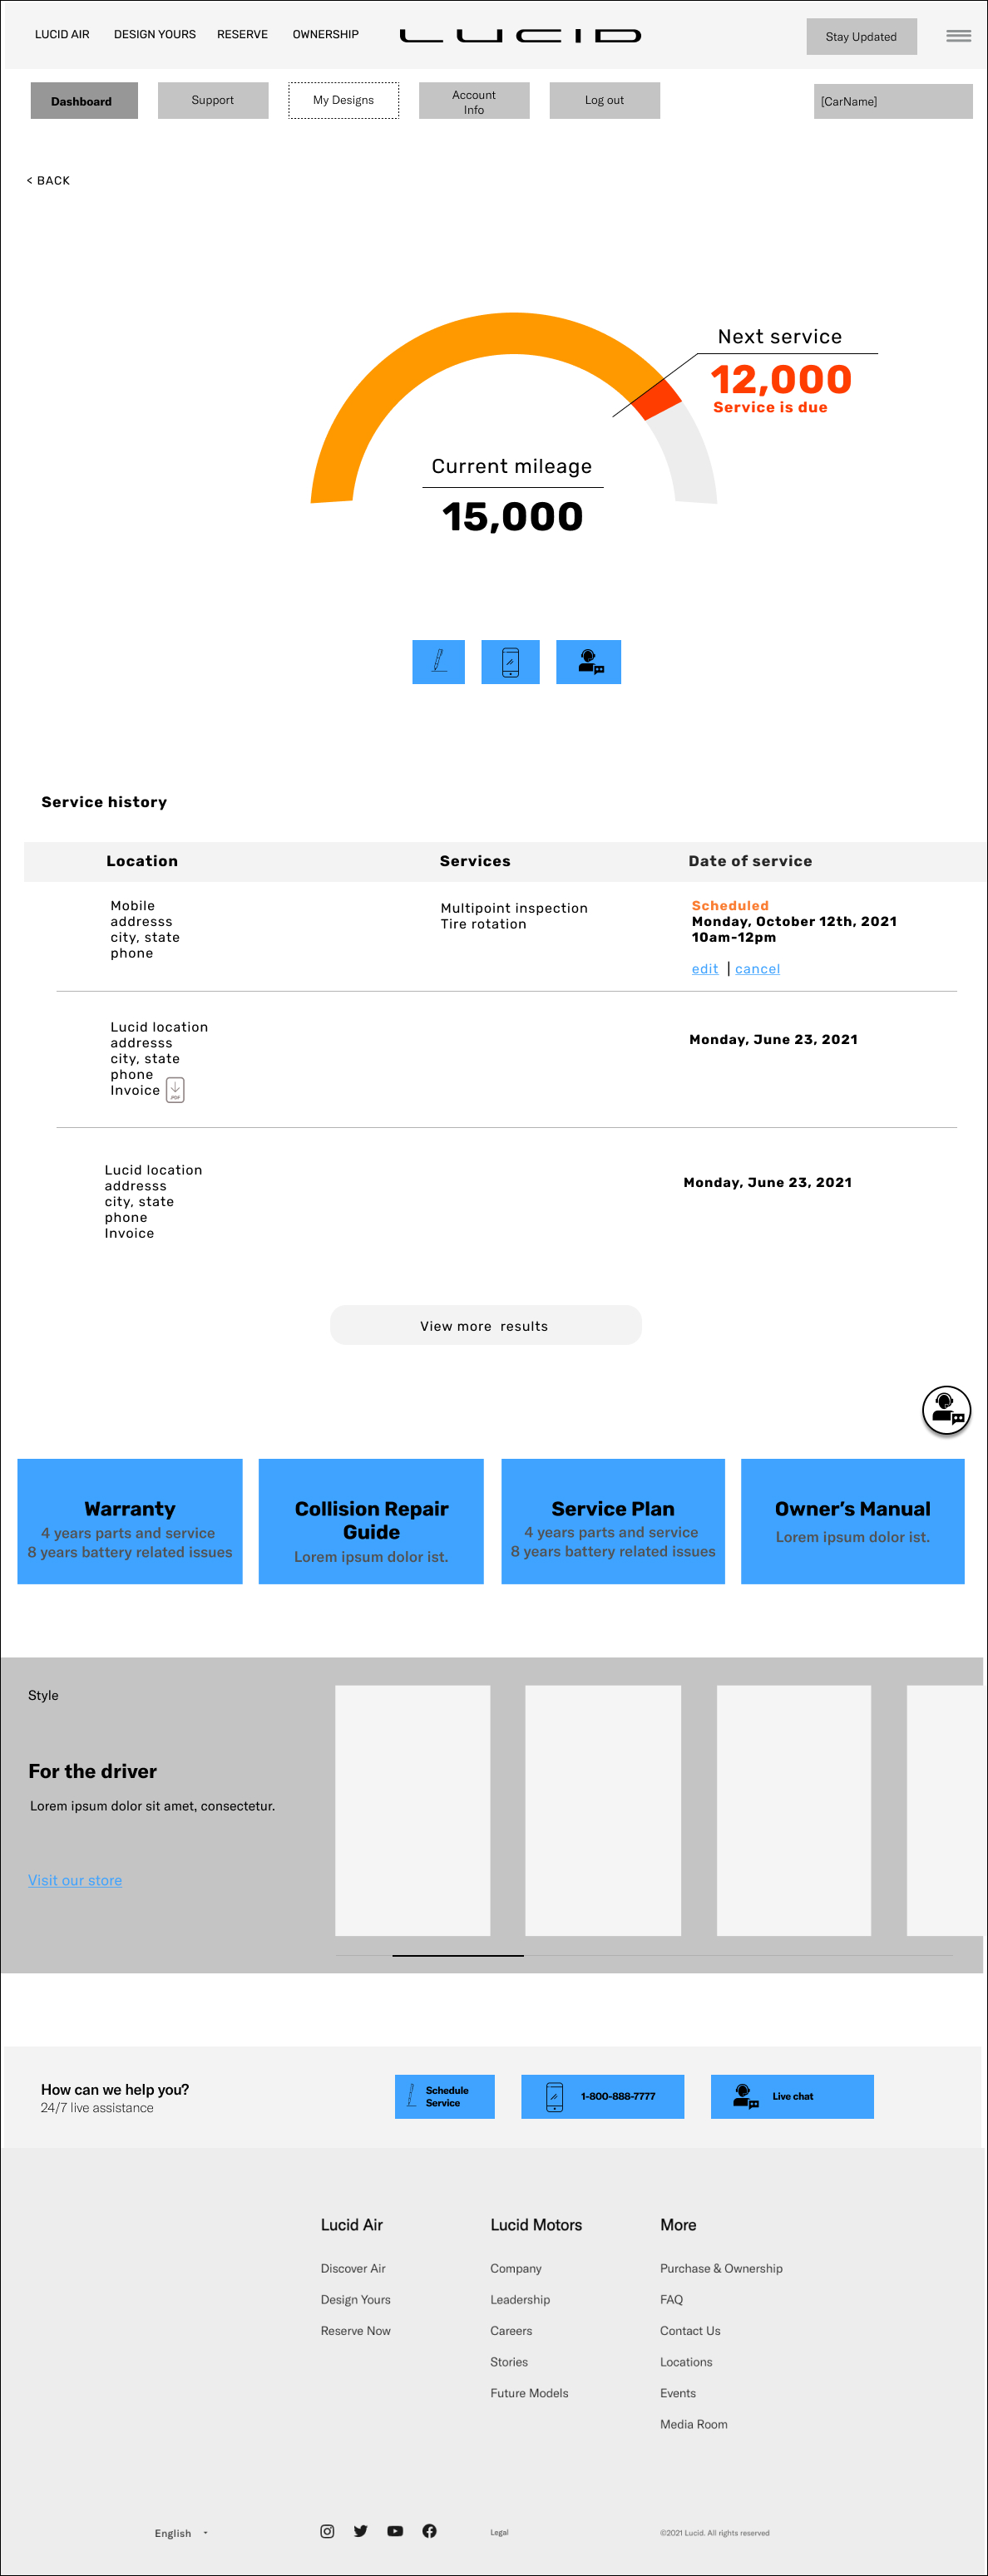 LUCID AIR DESIGN YOURS RESERVE OWNERSHIP LUCID Stay Updated
Dashboard Support My Designs Account Info Log out [CarName]
< BACK
Next service
12,000
Service is due
Current mileage
15,000
Service history
Location Services Date of service
Mobile
addresss
city, state
phone
Multipoint inspection
Tire rotation
Scheduled
Monday, October 12th, 2021
10am-12pm
edit | cancel
Lucid location
addresss
city, state
phone
Invoice PDF
Monday, June 23, 2021
Lucid location
addresss
city, state
phone
Invoice
Monday, June 23, 2021
View more results
Warranty
4 years parts and service
8 years battery related issues
Collision Repair
Guide
Lorem ipsum dolor ist.
Service Plan
4 years parts and service
8 years battery related issues
Owner’s Manual
Lorem ipsum dolor ist.
Style
For the driver
Lorem ipsum dolor sit amet, consectetur.
Visit our store
How can we help you?
24/7 live assistance
Schedule
Service
1-800-888-7777
Live chat
Lucid Air
Discover Air
Design Yours
Reserve Now
Lucid Motors
Company
Leadership
Careers
Stories
Future Models
More
Purchase & Ownership
FAQ
Contact Us
Locations
Events
Media Room
English
Legal
©2021 Lucid. All rights reserved